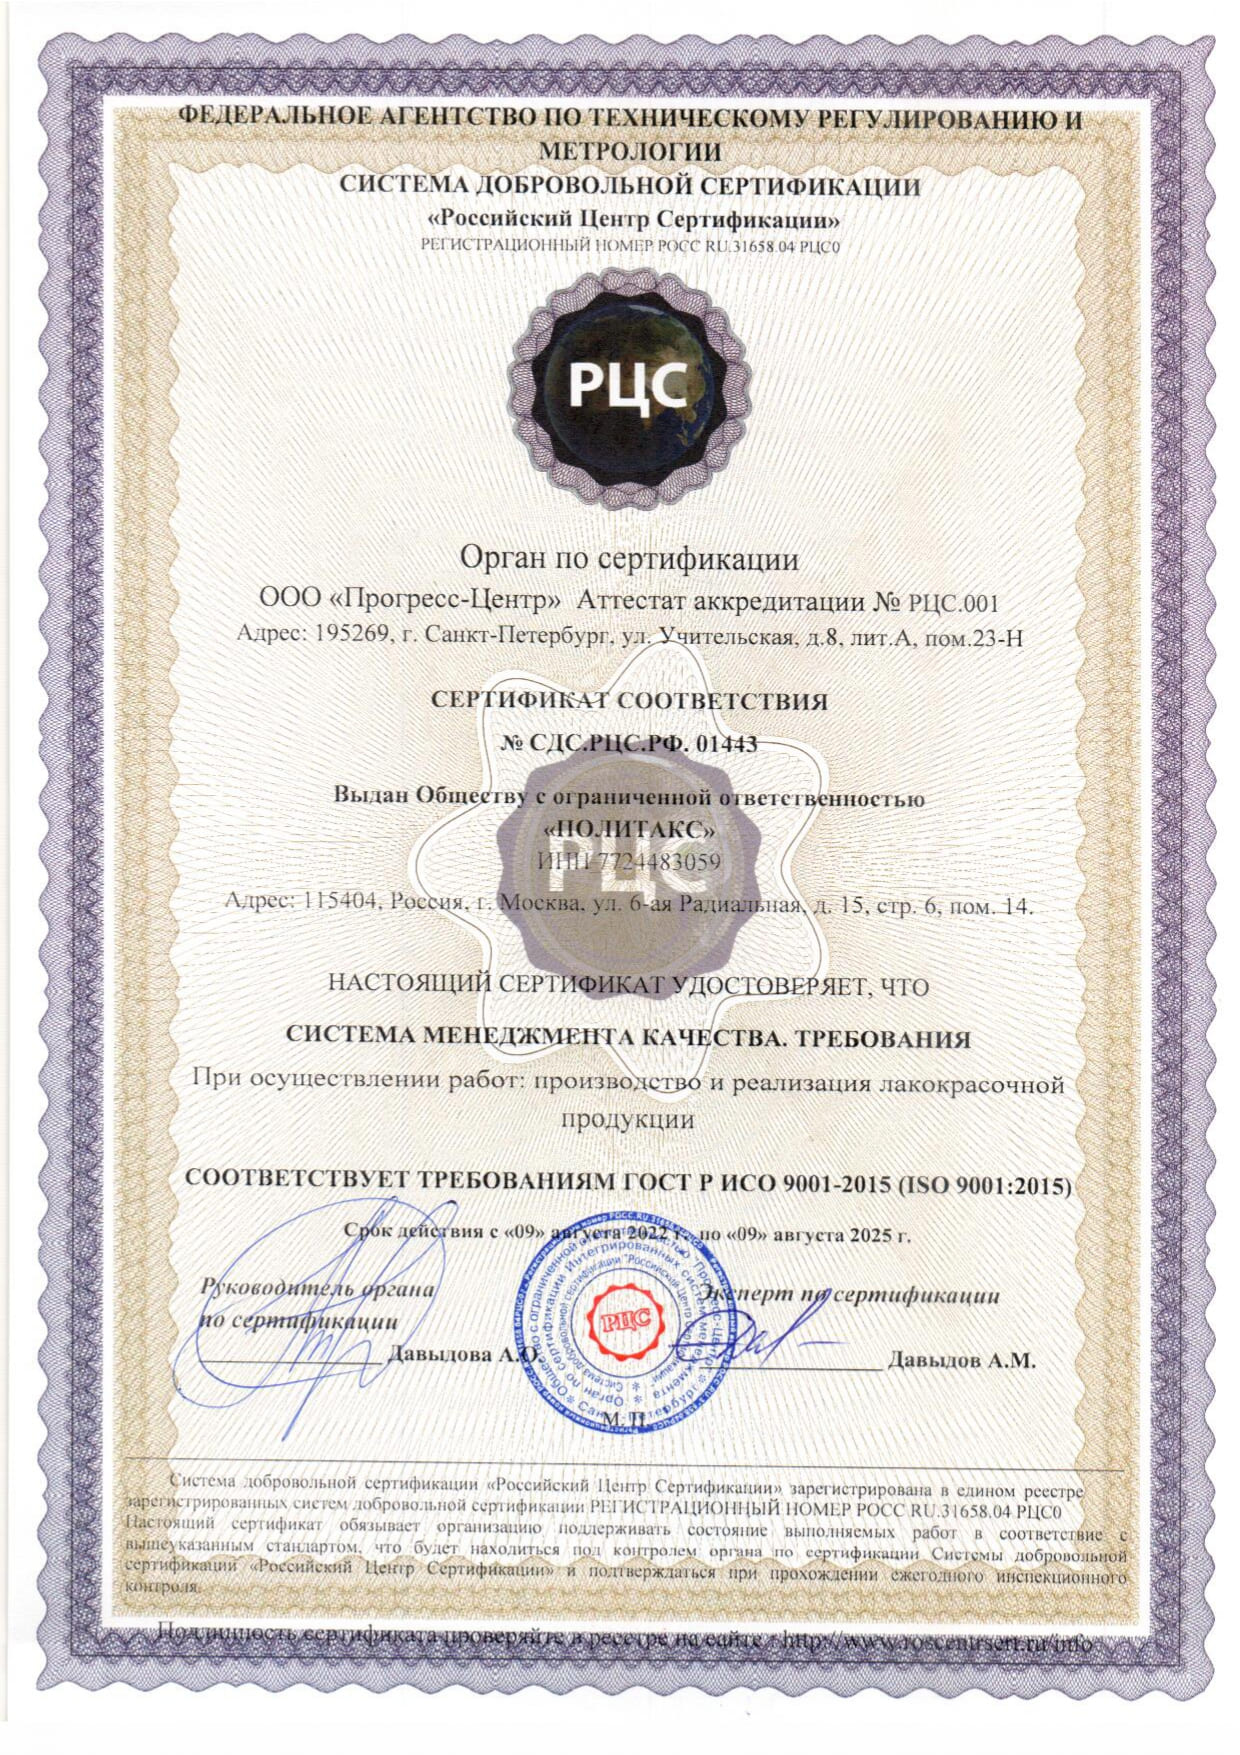 ФЕДЕРАЛЬНОЕ АГЕНТСТВО ПО ТЕХНИЧЕСКОМУ РЕГУЛИРОВАНИЮ И
МЕТРОЛОГИИ
СИСТЕМА ДОБРОВОЛЬНОЙ СЕРТИФИКАЦИИ
«Российский Центр Сертификации»
РЕГИСТРАЦИОННЫЙ НОМЕР РОСС RU.31658.04 РЦС0
РЦС
Орган по сертификации
ООО «Прогресс-Центр» Аттестат аккредитации № РЦС.001
Адрес: 195269, г. Санкт-Петербург, ул. Учительская, д.8, лит.А, пом.23-Н
СЕРТИФИКАТ СООТВЕТСТВИЯ
№ СДС.РЦС.РФ. 01443
Выдан Обществу с ограниченной ответственностью
«ПОЛИТАКС»
РЦС
ИНН 7724483059
Адрес: 115404, Россия, г. Москва, ул. 6-ая Радиальная, д. 15, стр. 6, пом. 14.
НАСТОЯЩИЙ СЕРТИФИКАТ УДОСТОВЕРЯЕТ, ЧТО
СИСТЕМА МЕНЕДЖМЕНТА КАЧЕСТВА. ТРЕБОВАНИЯ
При осуществлении работ: производство и реализация лакокрасочной
продукции
СООТВЕТСТВУЕТ ТРЕБОВАНИЯМ ГОСТ Р ИСО 9001-2015 (ISO 9001:2015)
Срок действия с «09» августа 2022 г. по «09» августа 2025 г.
Руководитель органа
по сертификации
Давыдова А.О.
Эксперт по сертификации
Давыдов А.М.
РЦС
М. П.
Система добровольной сертификации «Российский Центр Сертификации» зарегистрирована в едином реестре
зарегистрированных систем добровольной сертификации РЕГИСТРАЦИОННЫЙ НОМЕР РОСС RU.31658.04 РЦС0
Настоящий сертификат обязывает организацию поддерживать состояние выполняемых работ в соответствие с
вышеуказанным стандартом, что будет находиться под контролем органа по сертификации Системы добровольной
сертификации «Российский Центр Сертификации» и подтверждаться при прохождении ежегодного инспекционного
контроля.
Подлинность сертификата проверяйте в реестре на сайте : http://www.roscentrsert.ru/info